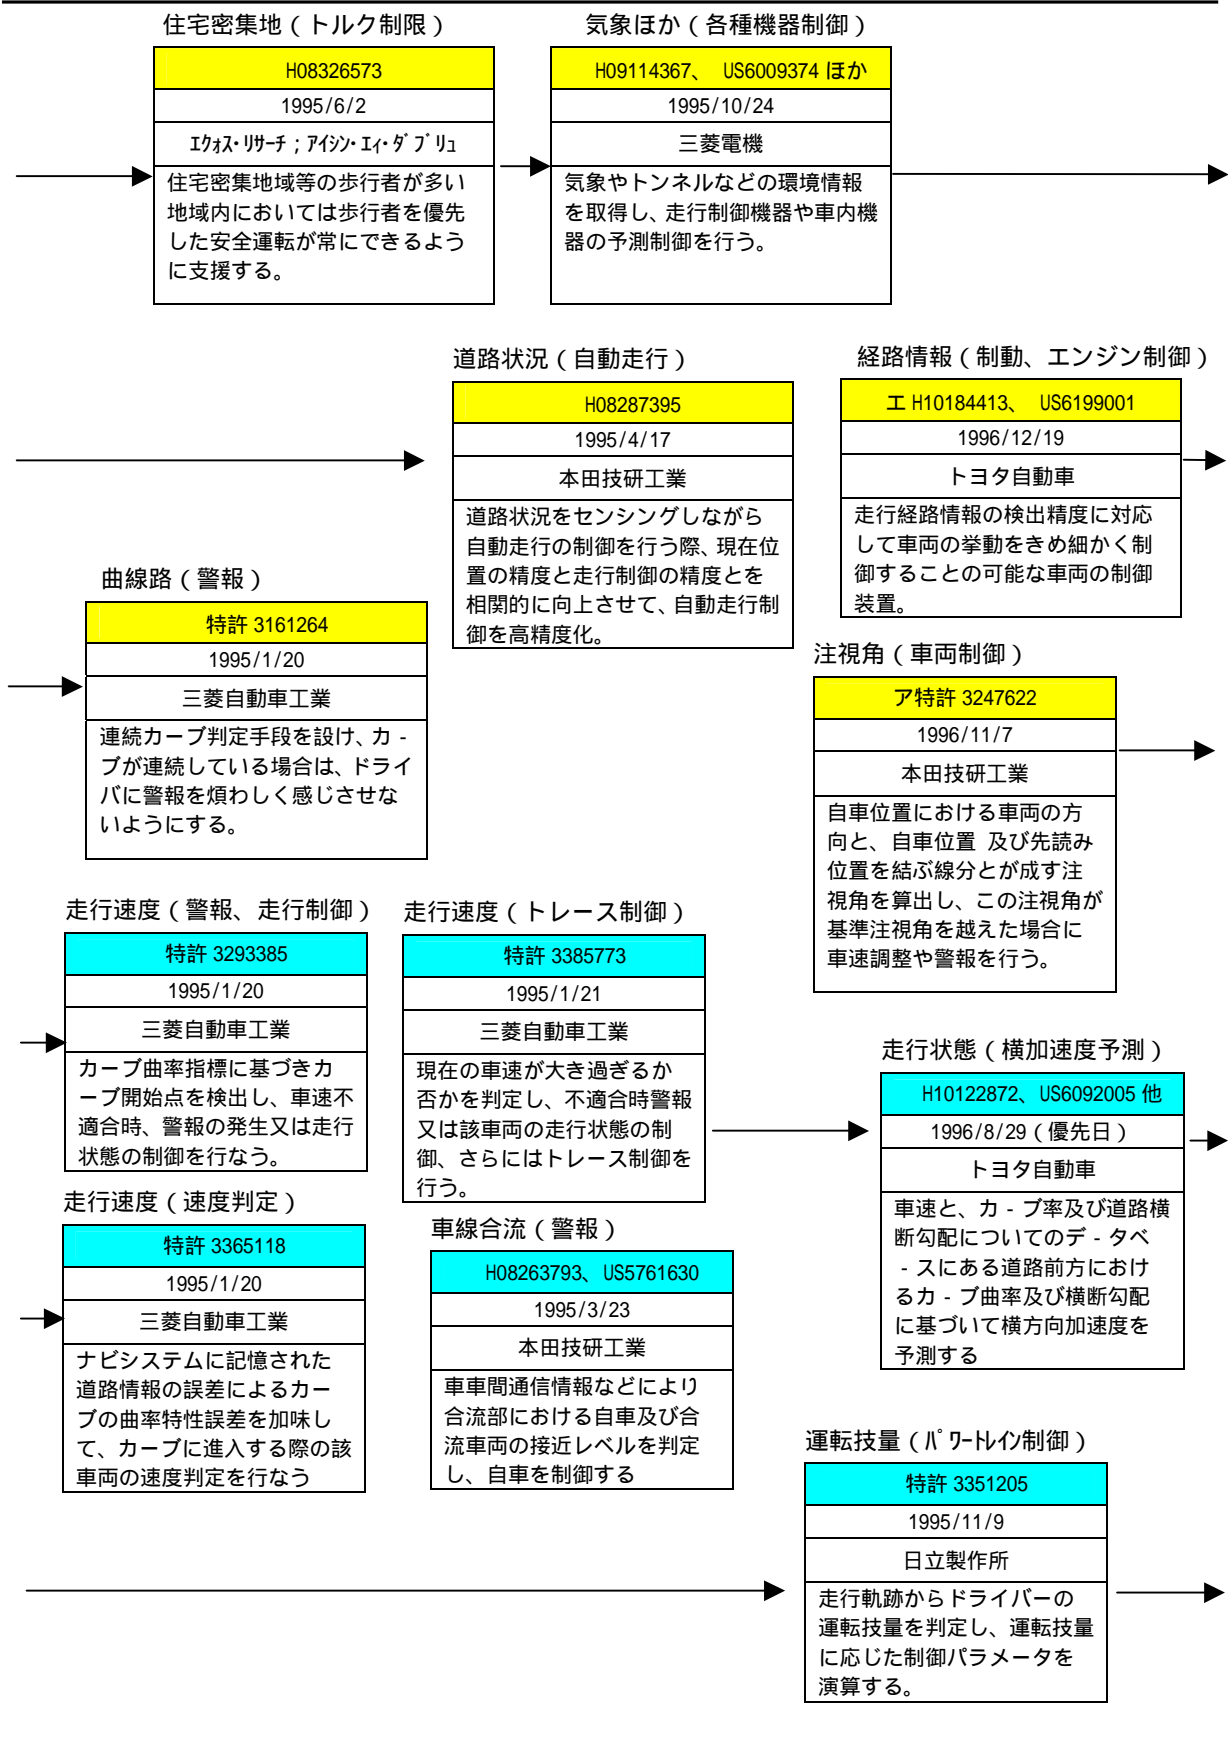 住宅密集地（トルク制限）
H08326573
1995/6/2
ｴｸｫｽ･ﾘｻｰﾁ；ｱｲｼﾝ･ｴｨ･ﾀﾞﾌﾞﾘｭ
住宅密集地域等の歩行者が多い
地域内においては歩行者を優先
した安全運転が常にできるよう
に支援する。
気象ほか（各種機器制御）
H09114367、 US6009374 ほか
1995/10/24
三菱電機
気象やトンネルなどの環境情報
を取得し、走行制御機器や車内機
器の予測制御を行う。
道路状況（自動走行）
H08287395
1995/4/17
本田技研工業
道路状況をセンシングしながら
自動走行の制御を行う際、現在位
置の精度と走行制御の精度とを
相関的に向上させて、自動走行制
御を高精度化。
経路情報（制動、エンジン制御）
エ H10184413、 US6199001
1996/12/19
トヨタ自動車
走行経路情報の検出精度に対応
して車両の挙動をきめ細かく制
御することの可能な車両の制御
装置。
曲線路（警報）
特許 3161264
1995/1/20
三菱自動車工業
連続カーブ判定手段を設け、カ‐
ブが連続している場合は、ドライ
バに警報を煩わしく感じさせな
いようにする。
注視角（車両制御）
ア特許 3247622
1996/11/7
本田技研工業
自車位置における車両の方
向と、自車位置 及び先読み
位置を結ぶ線分とが成す注
視角を算出し、この注視角が
基準注視角を越えた場合に
車速調整や警報を行う。
走行速度（警報、走行制御）
特許 3293385
1995/1/20
三菱自動車工業
カーブ曲率指標に基づきカ
ーブ開始点を検出し、車速不
適合時、警報の発生又は走行
状態の制御を行なう。
走行速度（トレース制御）
特許 3385773
1995/1/21
三菱自動車工業
現在の車速が大き過ぎるか
否かを判定し、不適合時警報
又は該車両の走行状態の制
御、さらにはトレース制御を
行う。
走行状態（横加速度予測）
H10122872、US6092005 他
1996/8/29（優先日）
トヨタ自動車
車速と、カ‐ブ率及び道路横
断勾配についてのデ‐タベ
‐スにある道路前方におけ
るカ‐ブ曲率及び横断勾配
に基づいて横方向加速度を
予測する
走行速度（速度判定）
特許 3365118
1995/1/20
三菱自動車工業
ナビシステムに記憶された
道路情報の誤差によるカー
ブの曲率特性誤差を加味し
て、カーブに進入する際の該
車両の速度判定を行なう
車線合流（警報）
H08263793、US5761630
1995/3/23
本田技研工業
車車間通信情報などにより
合流部における自車及び合
流車両の接近レベルを判定
し、自車を制御する
運転技量（ﾊﾟﾜｰﾄﾚｲﾝ制御）
特許 3351205
1995/11/9
日立製作所
走行軌跡からドライバーの
運転技量を判定し、運転技量
に応じた制御パラメータを
演算する。